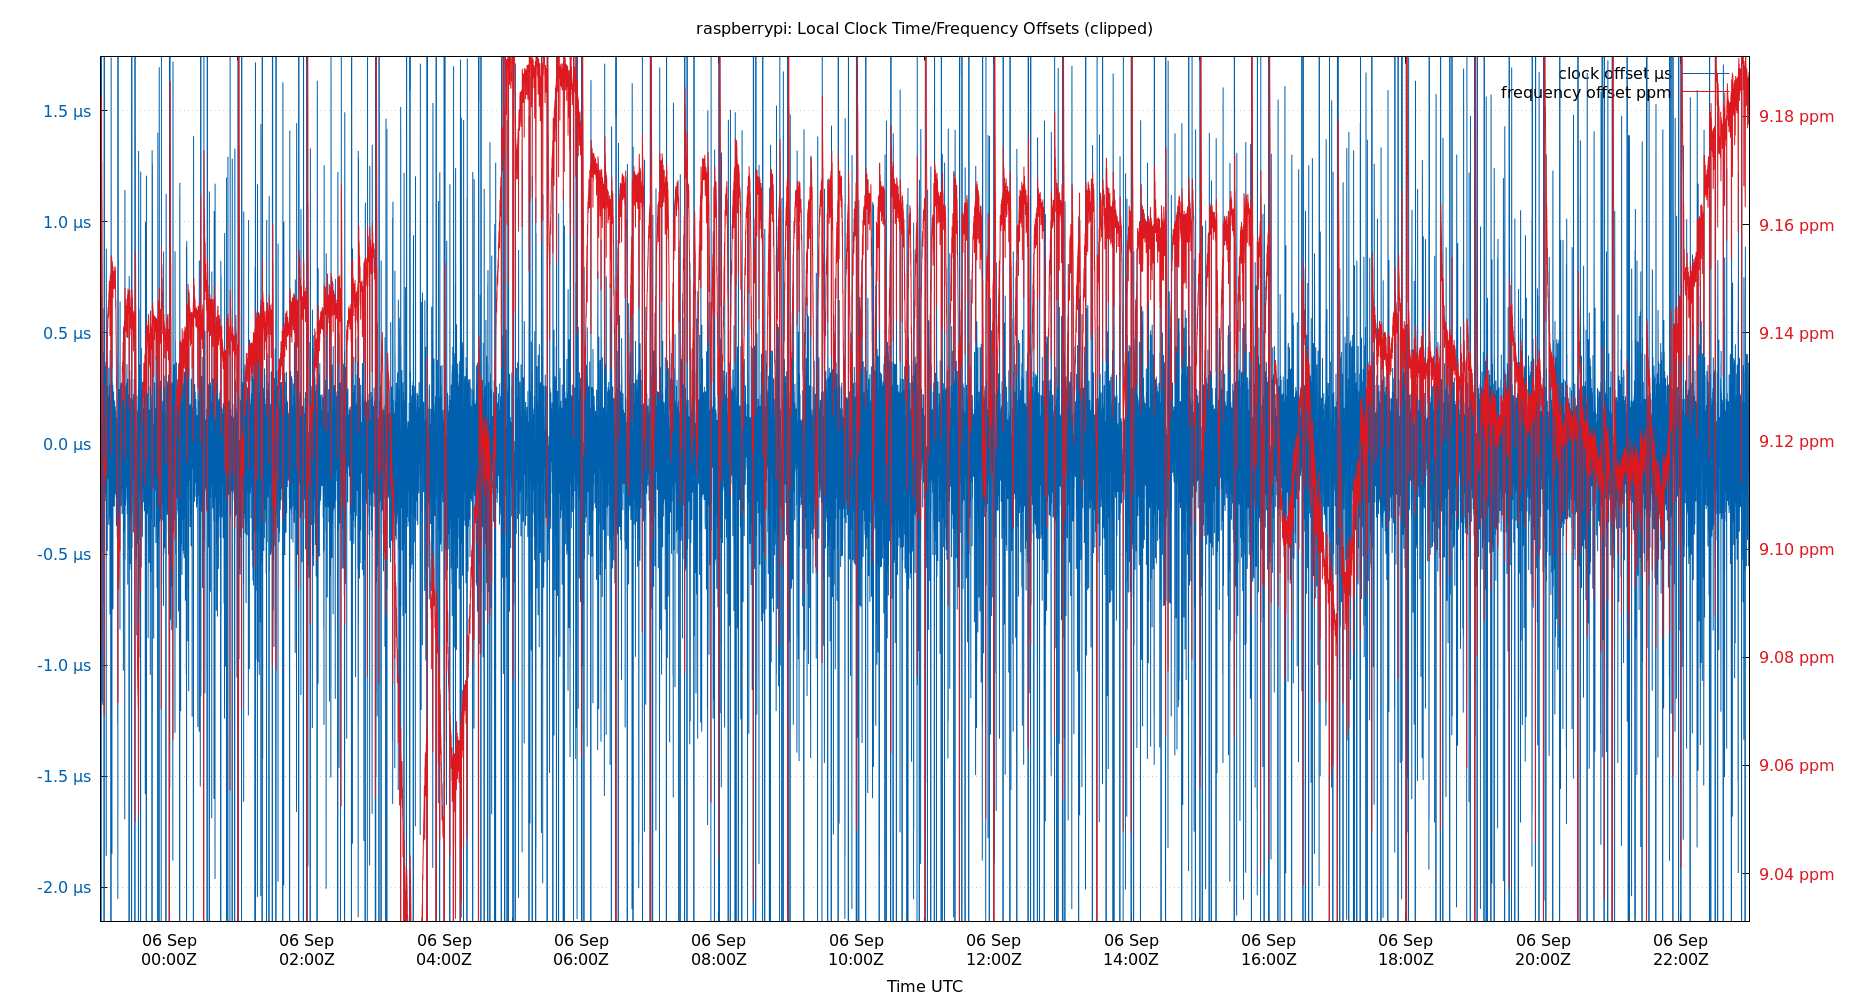 raspberrypi: Local Clock Time/Frequency Offsets (clipped)
clock offset µs
frequency offset ppm
1.5 µs
1.0 µs
0.5 µs
0.0 µs
-0.5 µs
-1.0 µs
-1.5 µs
-2.0 µs
9.18 ppm
9.16 ppm
9.14 ppm
9.12 ppm
9.10 ppm
9.08 ppm
9.06 ppm
9.04 ppm
06 Sep 06 Sep 06 Sep 06 Sep 06 Sep 06 Sep 06 Sep 06 Sep 06 Sep 06 Sep 06 Sep 06 Sep
00:00Z 02:00Z 04:00Z 06:00Z 08:00Z 10:00Z 12:00Z 14:00Z 16:00Z 18:00Z 20:00Z 22:00Z
Time UTC